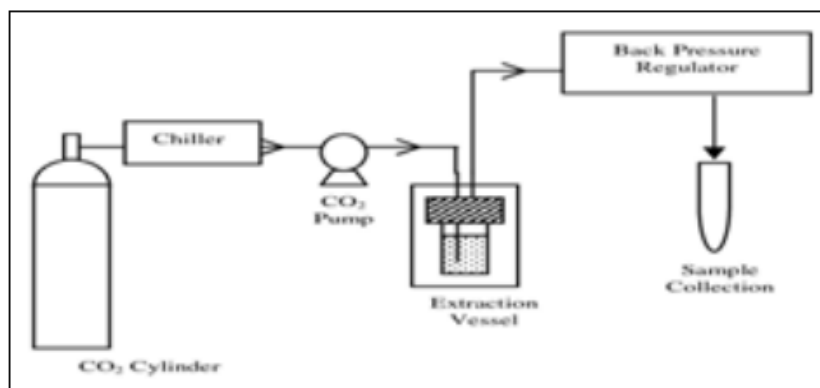 Back Pressure
Regulator
Chiller
CO₂
Pump
Extraction
Vessel
Sample
Collection
CO₂ Cylinder